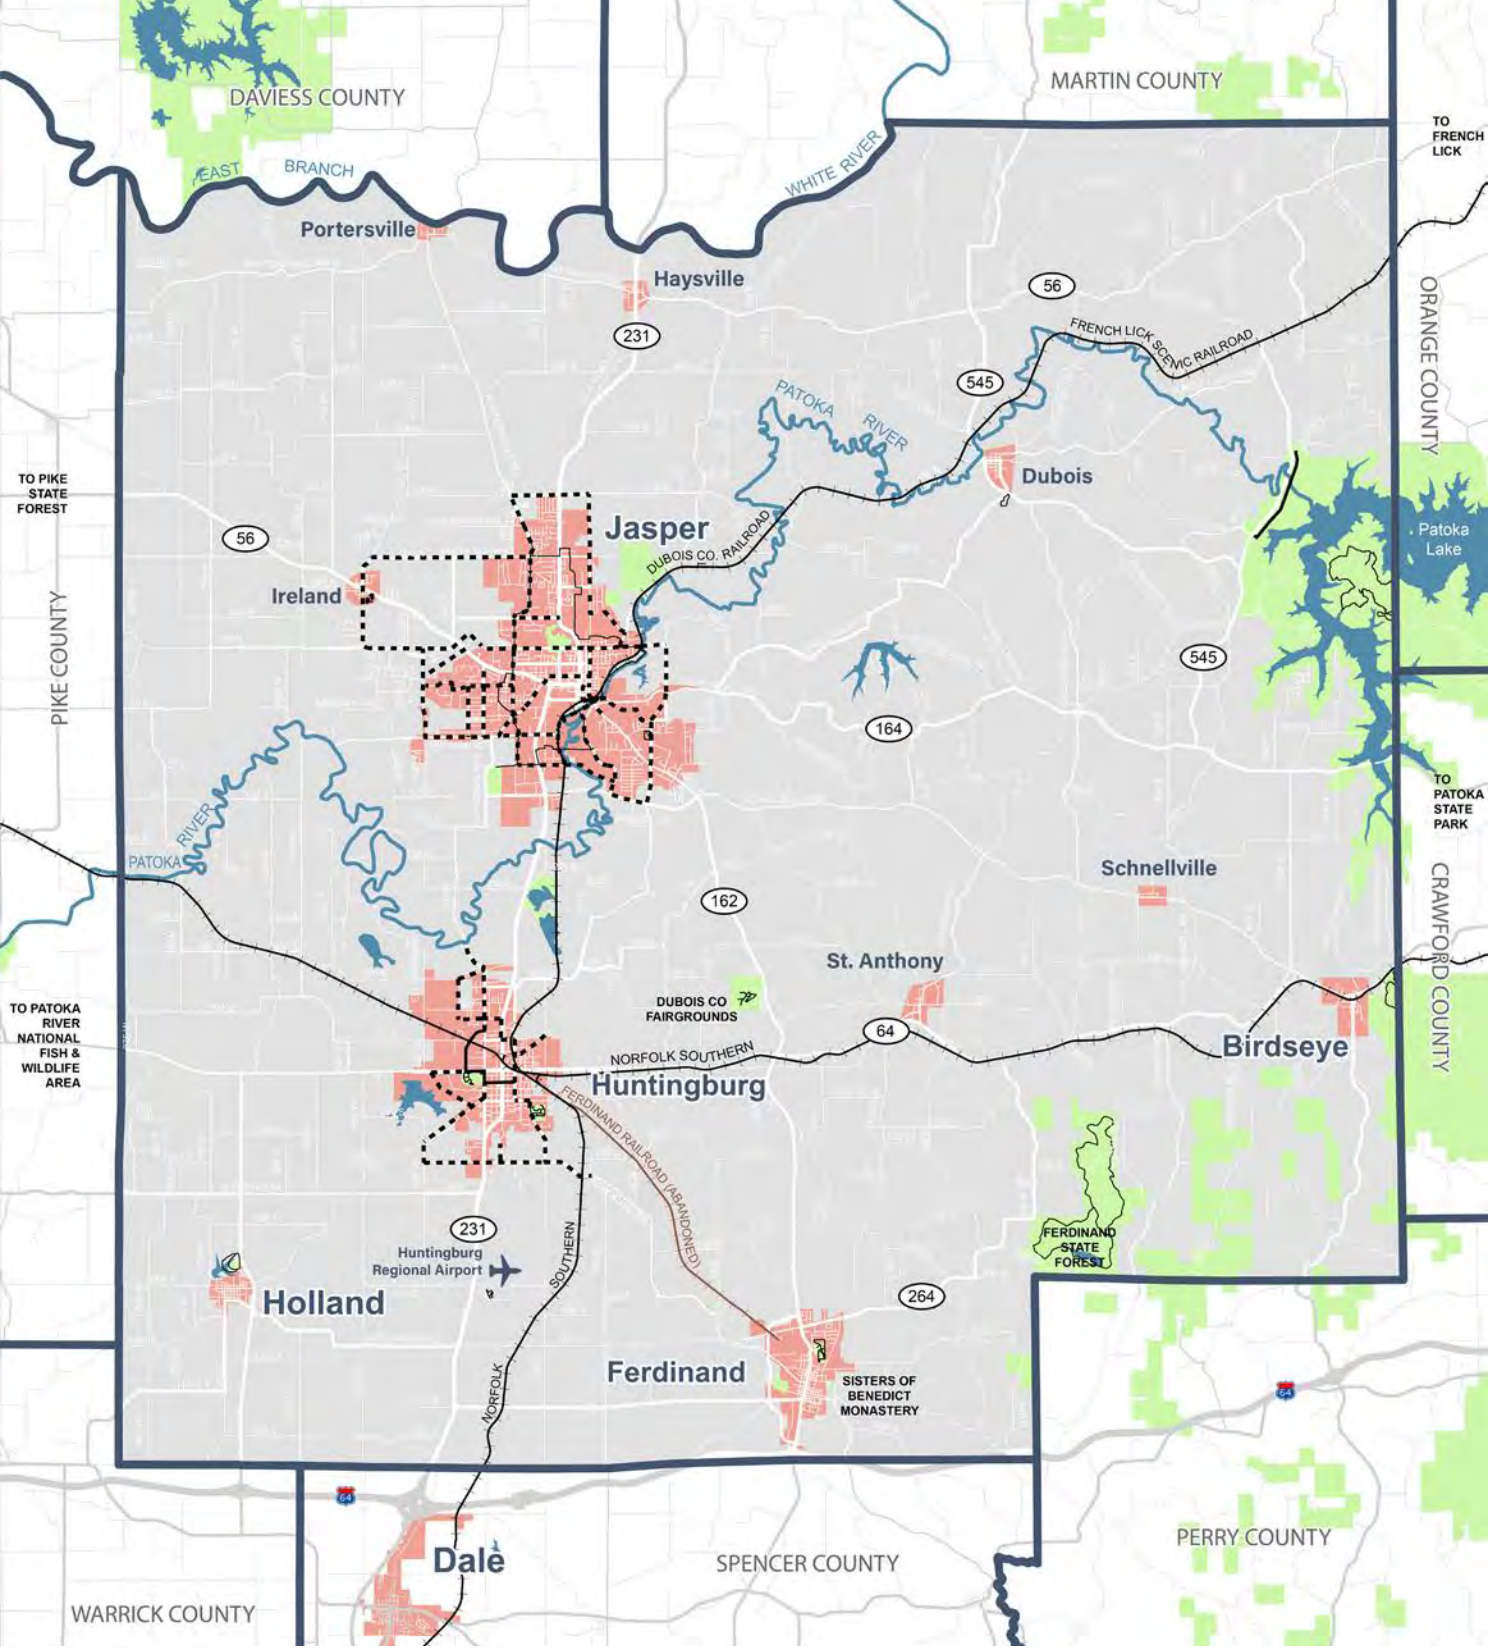 DAVIESS COUNTY
MARTIN COUNTY
TO
FRENCH
LICK
EAST BRANCH
WHITE RIVER
Portersville
Haysville
56
231
ORANGE COUNTY
FRENCH LICK SCENIC RAILROAD
545
PATOKA RIVER
TO PIKE
STATE
FOREST
Dubois
Jasper
56
Patoka
Lake
DUBOIS CO. RAILROAD
Ireland
PIKE COUNTY
545
164
TO
PATOKA
STATE
PARK
PATOKA RIVER
Schnellville
162
CRAWFORD COUNTY
St. Anthony
TO PATOKA
RIVER
NATIONAL
FISH &
WILDLIFE
AREA
DUBOIS CO
FAIRGROUNDS
64
Birdseye
NORFOLK SOUTHERN
Huntingburg
FERDINAND RAILROAD (ABANDONED)
231
FERDINAND
STATE
FOREST
Huntingburg
Regional Airport
SOUTHERN
Holland
264
Ferdinand
SISTERS OF
BENEDICT
MONASTERY
64
NORFOLK
64
Dale
SPENCER COUNTY
PERRY COUNTY
WARRICK COUNTY